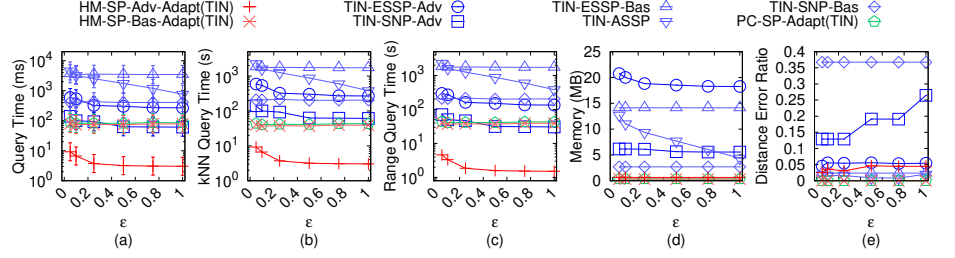 HM-SP-Adv-Adapt(TIN) TIN-ESSP-Adv TIN-ESSP-Bas TIN-SNP-Bas
HM-SP-Bas-Adapt(TIN) TIN-SNP-Adv TIN-ASSP PC-SP-Adapt(TIN)
Query Time (ms)
10^4
10^3
10^2
10^1
10^0
0 0.2 0.4 0.6 0.8 1
ε
(a)
kNN Query Time (s)
10^3
10^2
10^1
10^0
0 0.2 0.4 0.6 0.8 1
ε
(b)
Range Query Time (s)
10^3
10^2
10^1
10^0
0 0.2 0.4 0.6 0.8 1
ε
(c)
Memory (MB)
25
20
15
10
5
0
0 0.2 0.4 0.6 0.8 1
ε
(d)
Distance Error Ratio
0.4
0.35
0.25
0.15
0.05
0
0 0.2 0.4 0.6 0.8 1
ε
(e)